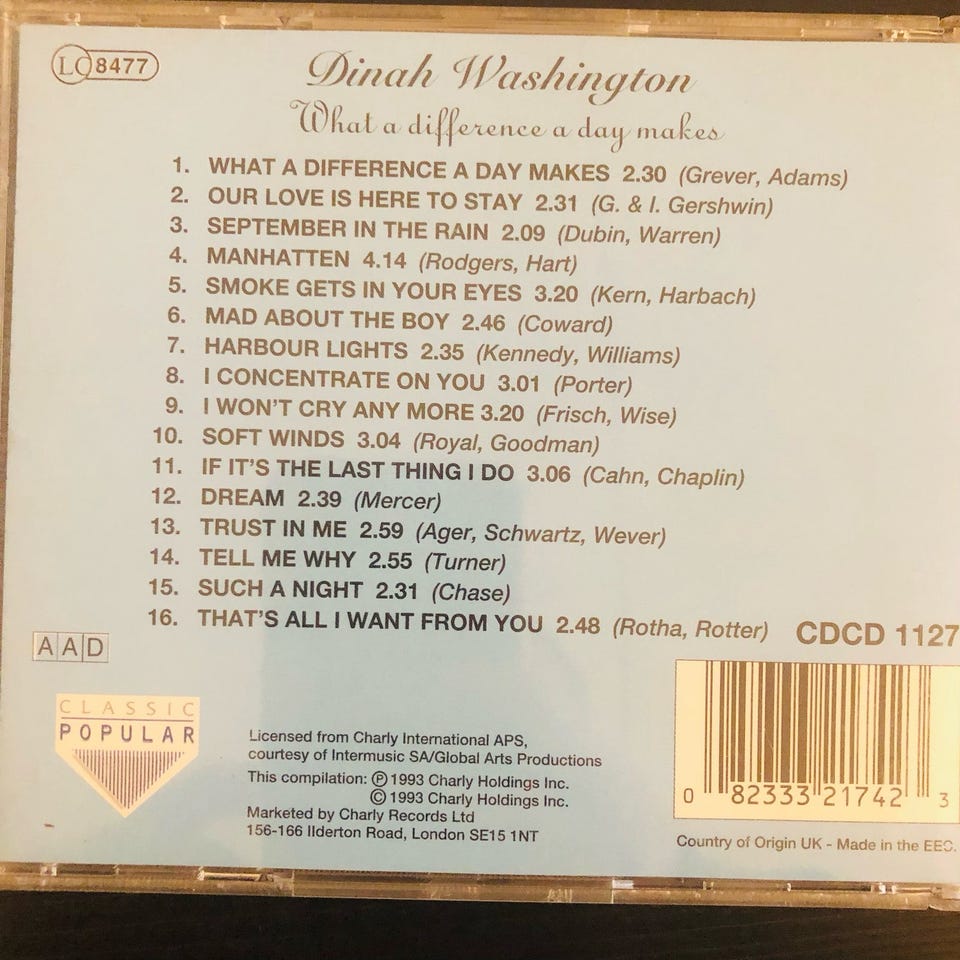 LC 8477
Dinah Washington
What a difference a day makes
1. WHAT A DIFFERENCE A DAY MAKES 2.30 (Grever, Adams)
2. OUR LOVE IS HERE TO STAY 2.31 (G. & I. Gershwin)
3. SEPTEMBER IN THE RAIN 2.09 (Dubin, Warren)
4. MANHATTEN 4.14 (Rodgers, Hart)
5. SMOKE GETS IN YOUR EYES 3.20 (Kern, Harbach)
6. MAD ABOUT THE BOY 2.46 (Coward)
7. HARBOUR LIGHTS 2.35 (Kennedy, Williams)
8. I CONCENTRATE ON YOU 3.01 (Porter)
9. I WON'T CRY ANY MORE 3.20 (Frisch, Wise)
10. SOFT WINDS 3.04 (Royal, Goodman)
11. IF IT'S THE LAST THING I DO 3.06 (Cahn, Chaplin)
12. DREAM 2.39 (Mercer)
13. TRUST IN ME 2.59 (Ager, Schwartz, Wever)
14. TELL ME WHY 2.55 (Turner)
15. SUCH A NIGHT 2.31 (Chase)
16. THAT'S ALL I WANT FROM YOU 2.48 (Rotha, Rotter)
CDCD 1127
AAD
CLASSIC
POPULAR
Licensed from Charly International APS,
courtesy of Intermusic SA/Global Arts Productions
This compilation: ℗ 1993 Charly Holdings Inc.
© 1993 Charly Holdings Inc.
Marketed by Charly Records Ltd
156-166 Ilderton Road, London SE15 1NT
0 82333 21742 3
Country of Origin UK - Made in the EEC.